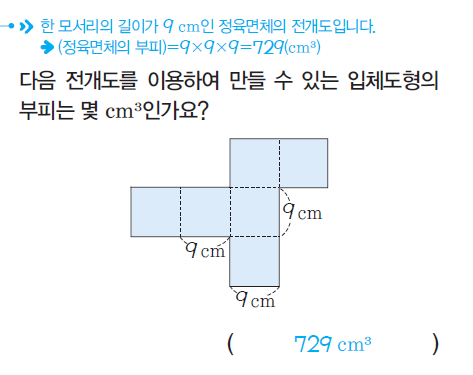 한 모서리의 길이가 9 cm인 정육면체의 전개도입니다.
➔ (정육면체의 부피)=9×9×9=729(cm³)
다음 전개도를 이용하여 만들 수 있는 입체도형의
부피는 몇 cm³인가요?
9 cm
9 cm
9 cm
( 729 cm³ )